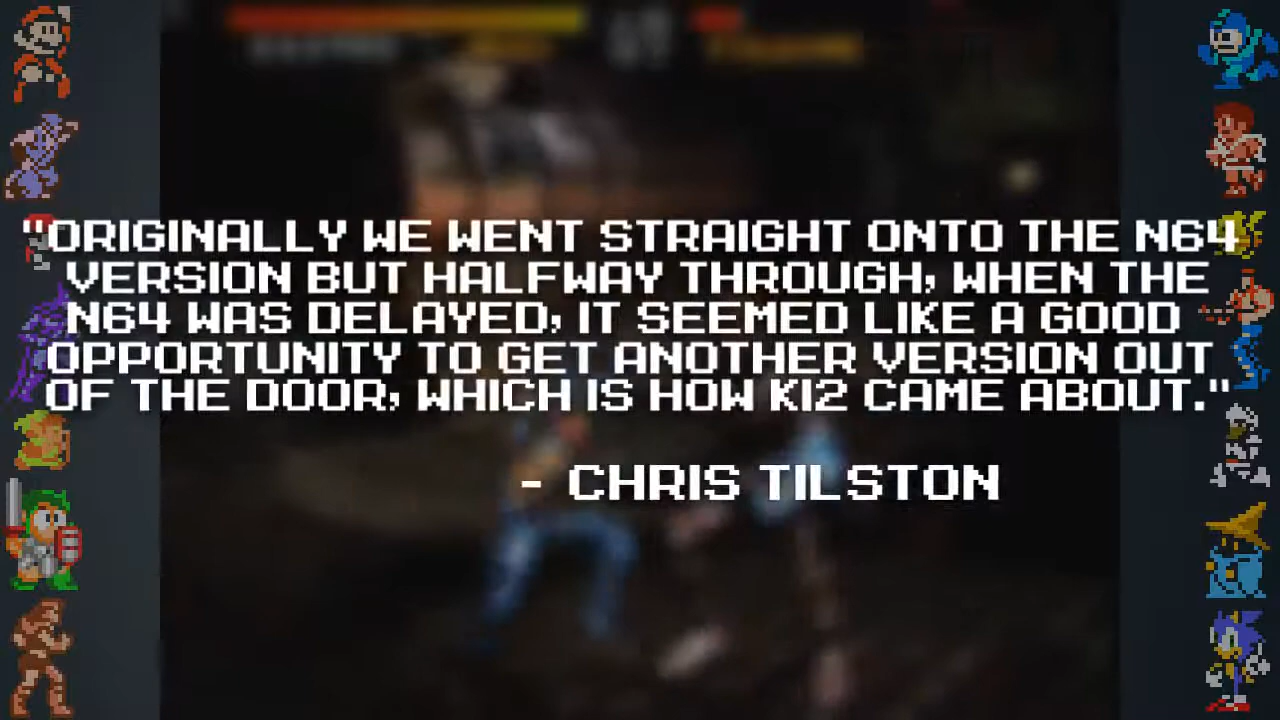 "ORIGINALLY WE WENT STRAIGHT ONTO THE N64
VERSION BUT HALFWAY THROUGH, WHEN THE
N64 WAS DELAYED, IT SEEMED LIKE A GOOD
OPPORTUNITY TO GET ANOTHER VERSION OUT
OF THE DOOR, WHICH IS HOW KI2 CAME ABOUT."
- CHRIS TILSTON